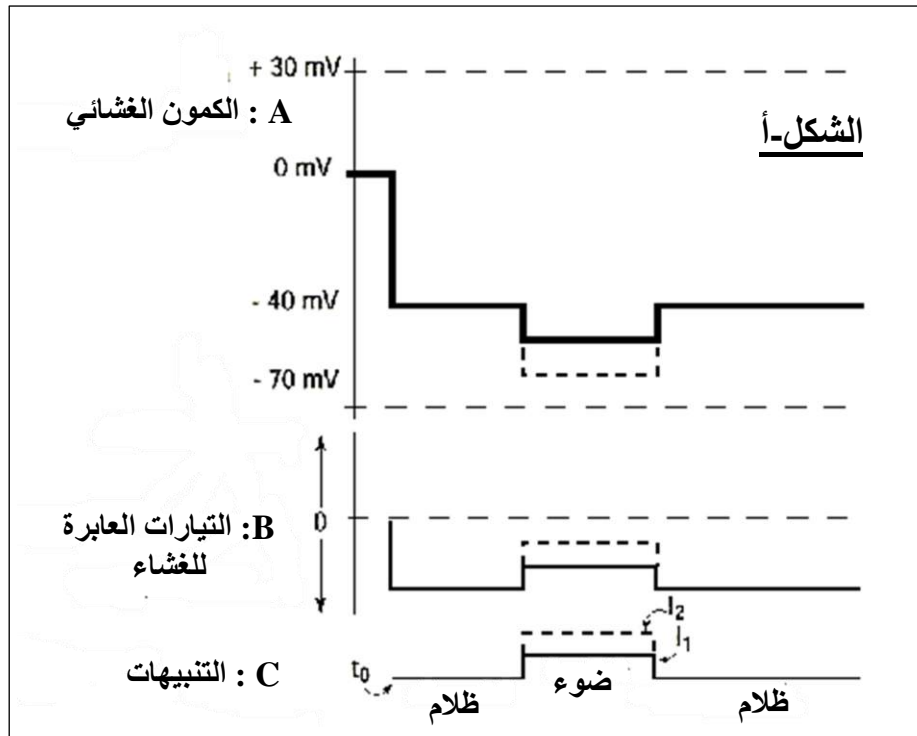 + 30 mV
A : الكمون الغشائي
الشكل-أ
0 mV
- 40 mV
- 70 mV
0
B: التيارات العابرة
للغشاء
I2
I1
C : التنبيهات
t0
ظلام
ضوء
ظلام